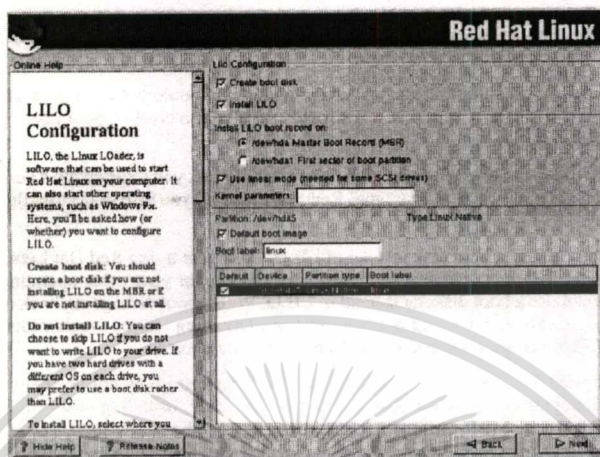 Red Hat Linux
Online Help
LILO
Configuration
LILO, the LInux LOader, is
software that can be used to start
Red Hat Linux on your computer. It
can also start other operating
systems, such as Windows 9x.
Here, you'll be asked how (or
whether) you want to configure
LILO.
Create boot disk: You should
create a boot disk if you are not
installing LILO on the MBR or if
you are not installing LILO at all.
Do not install LILO: You can
choose to skip LILO if you do not
want to write LILO to your drive. If
you have two hard drives with a
different OS on each drive, you
may prefer to use a boot disk rather
than LILO.
To install LILO, select where you
Lilo Configuration
Create boot disk
Install LILO
Install LILO boot record on:
/dev/hda Master Boot Record (MBR)
/dev/hda1 First sector of boot partition
Use linear mode (needed for some SCSI drives)
Kernel parameters:
Partition: /dev/hda5 Type:Linux Native
Default boot image
Boot label: linux
Default Device Partition type Boot label
Hide Help
Release Notes
Back
Next